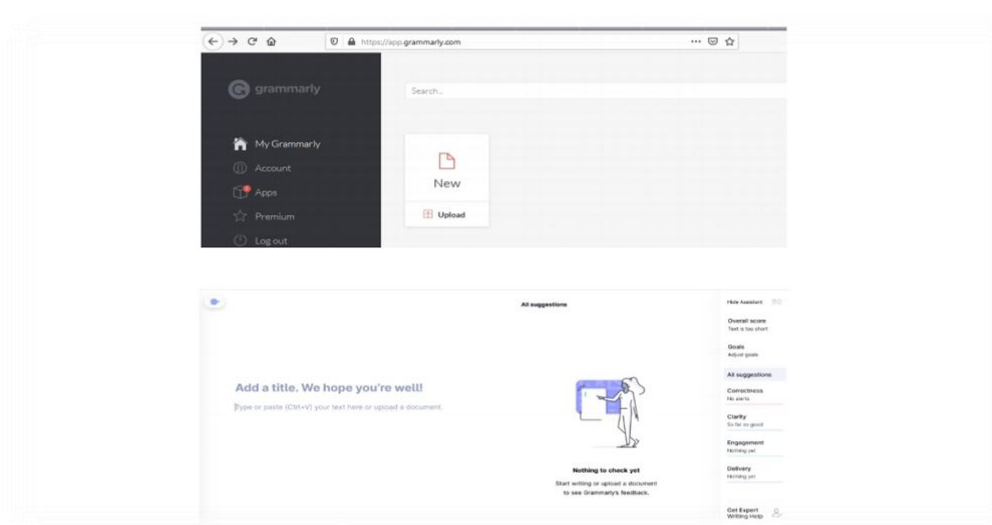 https://app.grammarly.com
grammarly
Search...
My Grammarly
Account
Apps
Premium
Log out
New
Upload
All suggestions
Hide Assistant
Overall score
Text is too short
Goals
Adjust goals
All suggestions
Correctness
No alerts
Clarity
So far so good
Engagement
Nothing yet
Delivery
Nothing yet
Get Expert
Writing Help
Add a title. We hope you're well!
Type or paste (Ctrl+V) your text here or upload a document.
Nothing to check yet
Start writing or upload a document
to see Grammarly's feedback.